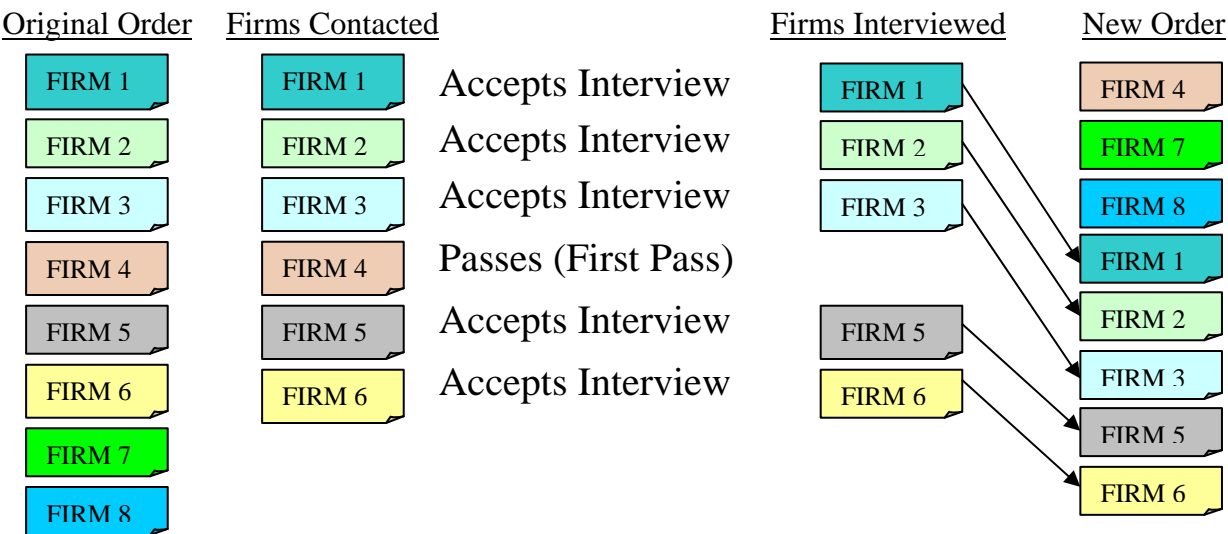 Original Order
Firms Contacted
Firms Interviewed
New Order
FIRM 1
FIRM 1
Accepts Interview
FIRM 1
FIRM 4
FIRM 2
FIRM 2
Accepts Interview
FIRM 2
FIRM 7
FIRM 3
FIRM 3
Accepts Interview
FIRM 3
FIRM 8
FIRM 4
FIRM 4
Passes (First Pass)
FIRM 1
FIRM 5
FIRM 5
Accepts Interview
FIRM 5
FIRM 2
FIRM 6
FIRM 6
Accepts Interview
FIRM 6
FIRM 3
FIRM 7
FIRM 5
FIRM 8
FIRM 6